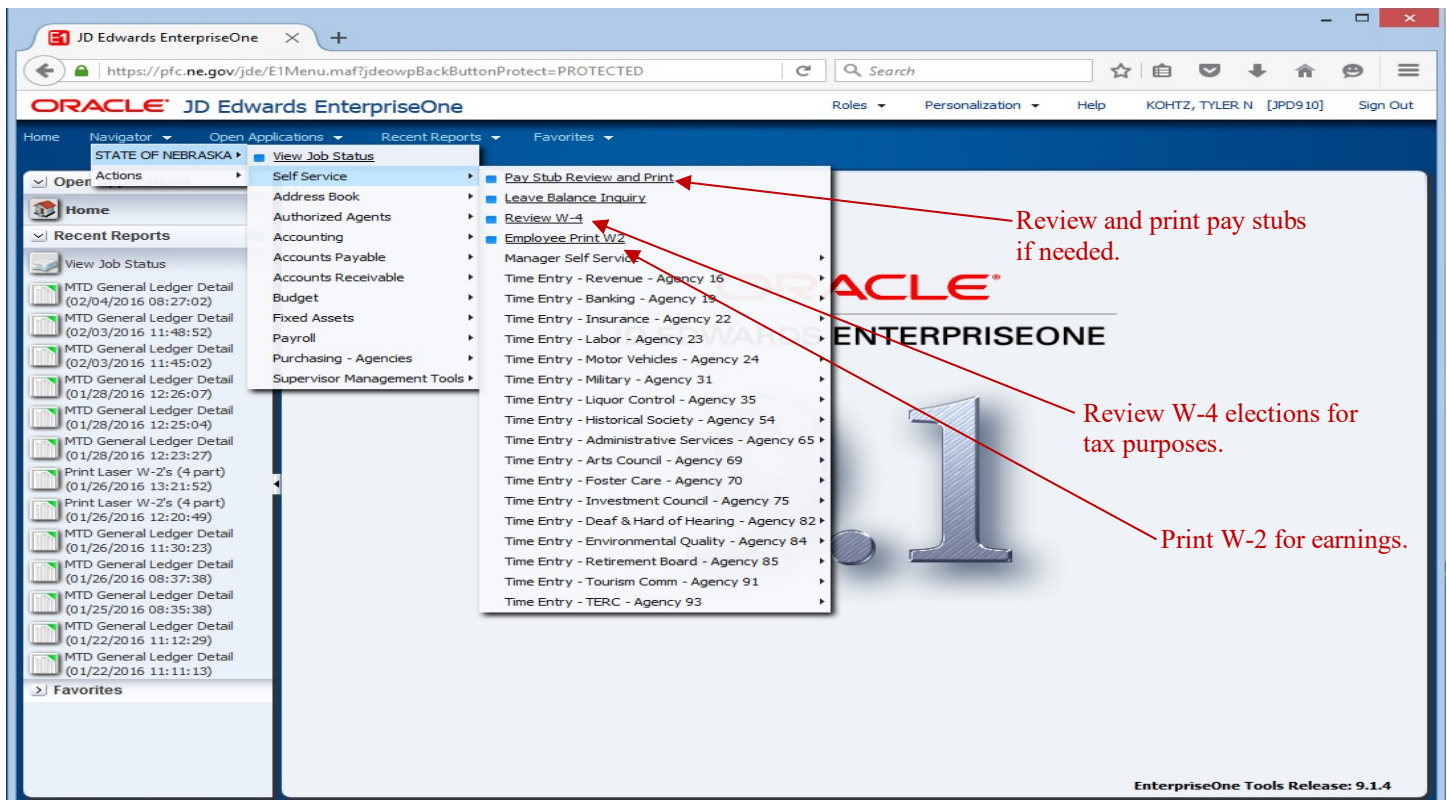 JD Edwards EnterpriseOne
https://pfc.ne.gov/jde/E1Menu.maf?jdeowpBackButtonProtect=PROTECTED
Search
ORACLE® JD Edwards EnterpriseOne
Roles Personalization Help KOHTZ, TYLER N [JPD910] Sign Out
Home Navigator Open Applications Recent Reports Favorites
STATE OF NEBRASKA
Actions
View Job Status
Self Service
Address Book
Authorized Agents
Accounting
Accounts Payable
Accounts Receivable
Budget
Fixed Assets
Payroll
Purchasing - Agencies
Supervisor Management Tools
Pay Stub Review and Print
Leave Balance Inquiry
Review W-4
Employee Print W2
Manager Self Service
Time Entry - Revenue - Agency 16
Time Entry - Banking - Agency 19
Time Entry - Insurance - Agency 22
Time Entry - Labor - Agency 23
Time Entry - Motor Vehicles - Agency 24
Time Entry - Military - Agency 31
Time Entry - Liquor Control - Agency 35
Time Entry - Historical Society - Agency 54
Time Entry - Administrative Services - Agency 65
Time Entry - Arts Council - Agency 69
Time Entry - Foster Care - Agency 70
Time Entry - Investment Council - Agency 75
Time Entry - Deaf & Hard of Hearing - Agency 82
Time Entry - Environmental Quality - Agency 84
Time Entry - Retirement Board - Agency 85
Time Entry - Tourism Comm - Agency 91
Time Entry - TERC - Agency 93
Open
Home
Recent Reports
View Job Status
MTD General Ledger Detail
(02/04/2016 08:27:02)
MTD General Ledger Detail
(02/03/2016 11:48:52)
MTD General Ledger Detail
(02/03/2016 11:45:02)
MTD General Ledger Detail
(01/28/2016 12:26:07)
MTD General Ledger Detail
(01/28/2016 12:25:04)
MTD General Ledger Detail
(01/28/2016 12:23:27)
Print Laser W-2's (4 part)
(01/26/2016 13:21:52)
Print Laser W-2's (4 part)
(01/26/2016 12:20:49)
MTD General Ledger Detail
(01/26/2016 11:30:23)
MTD General Ledger Detail
(01/26/2016 08:37:38)
MTD General Ledger Detail
(01/25/2016 08:35:38)
MTD General Ledger Detail
(01/22/2016 11:12:29)
MTD General Ledger Detail
(01/22/2016 11:11:13)
Favorites
ORACLE®
JD EDWARDS ENTERPRISEONE
.1
Review and print pay stubs
if needed.
Review W-4 elections for
tax purposes.
Print W-2 for earnings.
EnterpriseOne Tools Release: 9.1.4